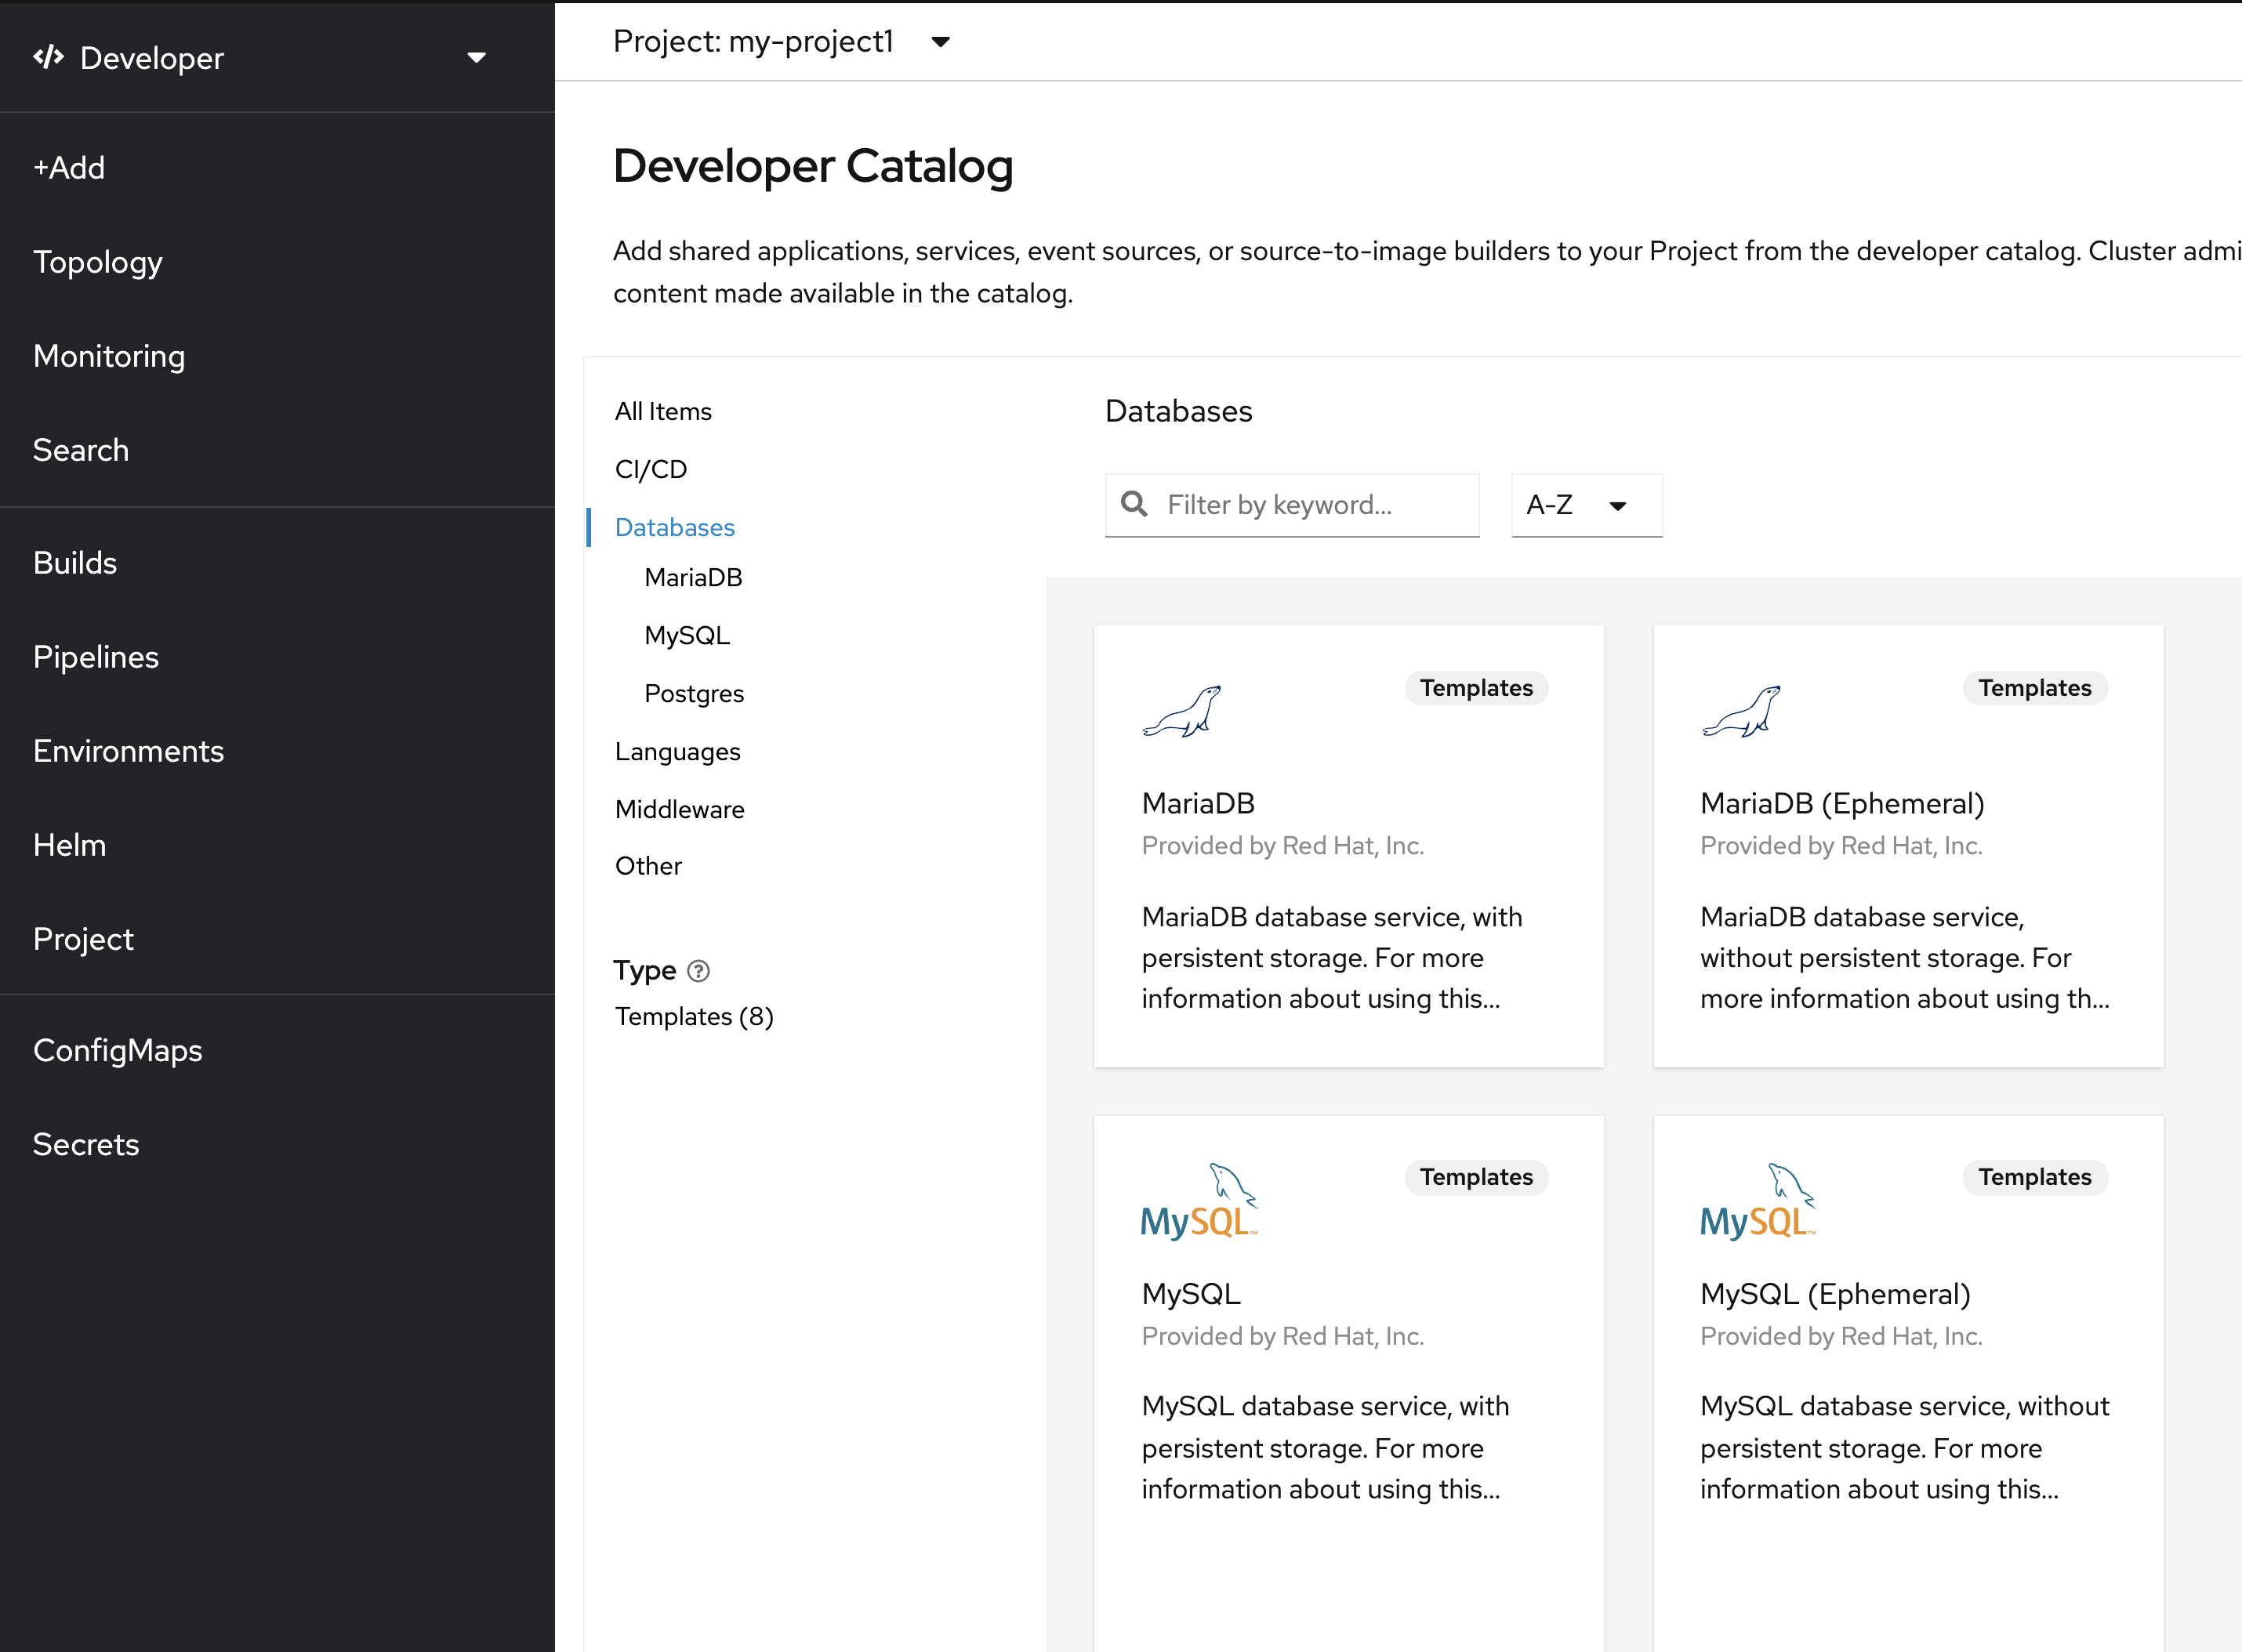 Developer
+Add
Topology
Monitoring
Search
Builds
Pipelines
Environments
Helm
Project
ConfigMaps
Secrets
Project: my-project1
Developer Catalog
Add shared applications, services, event sources, or source-to-image builders to your Project from the developer catalog. Cluster admi
content made available in the catalog.
All Items
CI/CD
Databases
MariaDB
MySQL
Postgres
Languages
Middleware
Other
Type
Templates (8)
Databases
Filter by keyword...
A-Z
Templates
MariaDB
Provided by Red Hat, Inc.
MariaDB database service, with
persistent storage. For more
information about using this...
Templates
MariaDB (Ephemeral)
Provided by Red Hat, Inc.
MariaDB database service,
without persistent storage. For
more information about using th...
Templates
MySQL™
MySQL
Provided by Red Hat, Inc.
MySQL database service, with
persistent storage. For more
information about using this...
Templates
MySQL™
MySQL (Ephemeral)
Provided by Red Hat, Inc.
MySQL database service, without
persistent storage. For more
information about using this...